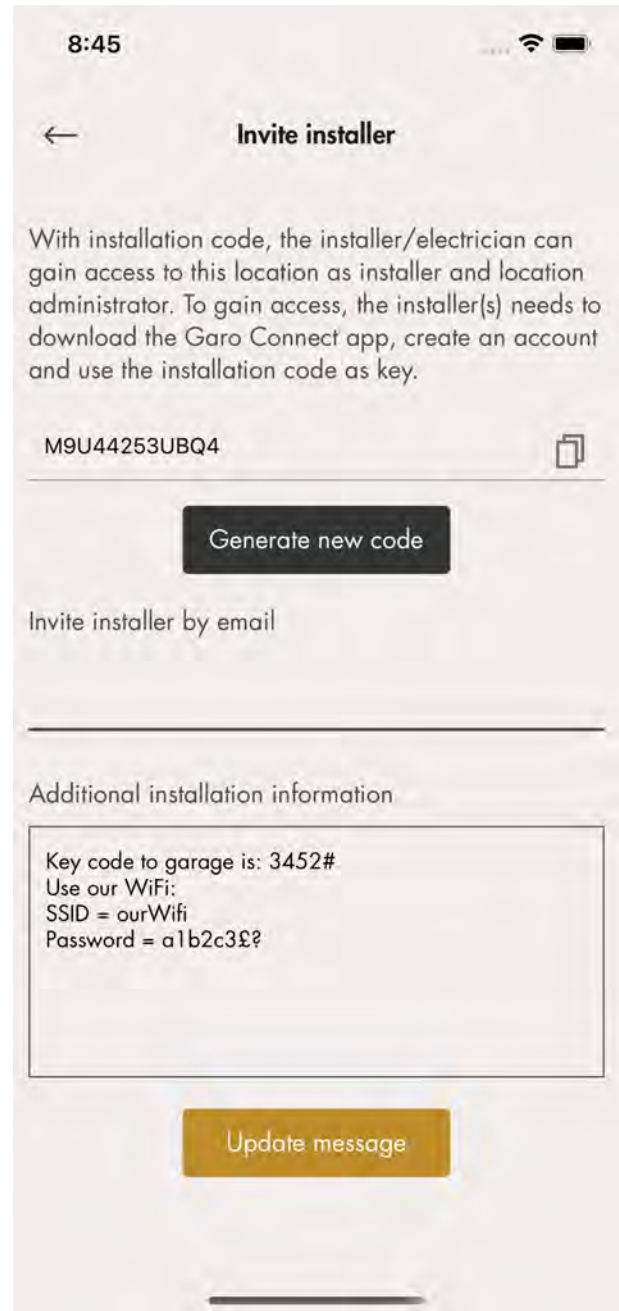 8:45
Invite installer
With installation code, the installer/electrician can
gain access to this location as installer and location
administrator. To gain access, the installer(s) needs to
download the Garo Connect app, create an account
and use the installation code as key.
M9U44253UBQ4
Generate new code
Invite installer by email
Additional installation information
Key code to garage is: 3452#
Use our WiFi:
SSID = ourWifi
Password = a1b2c3£?
Update message